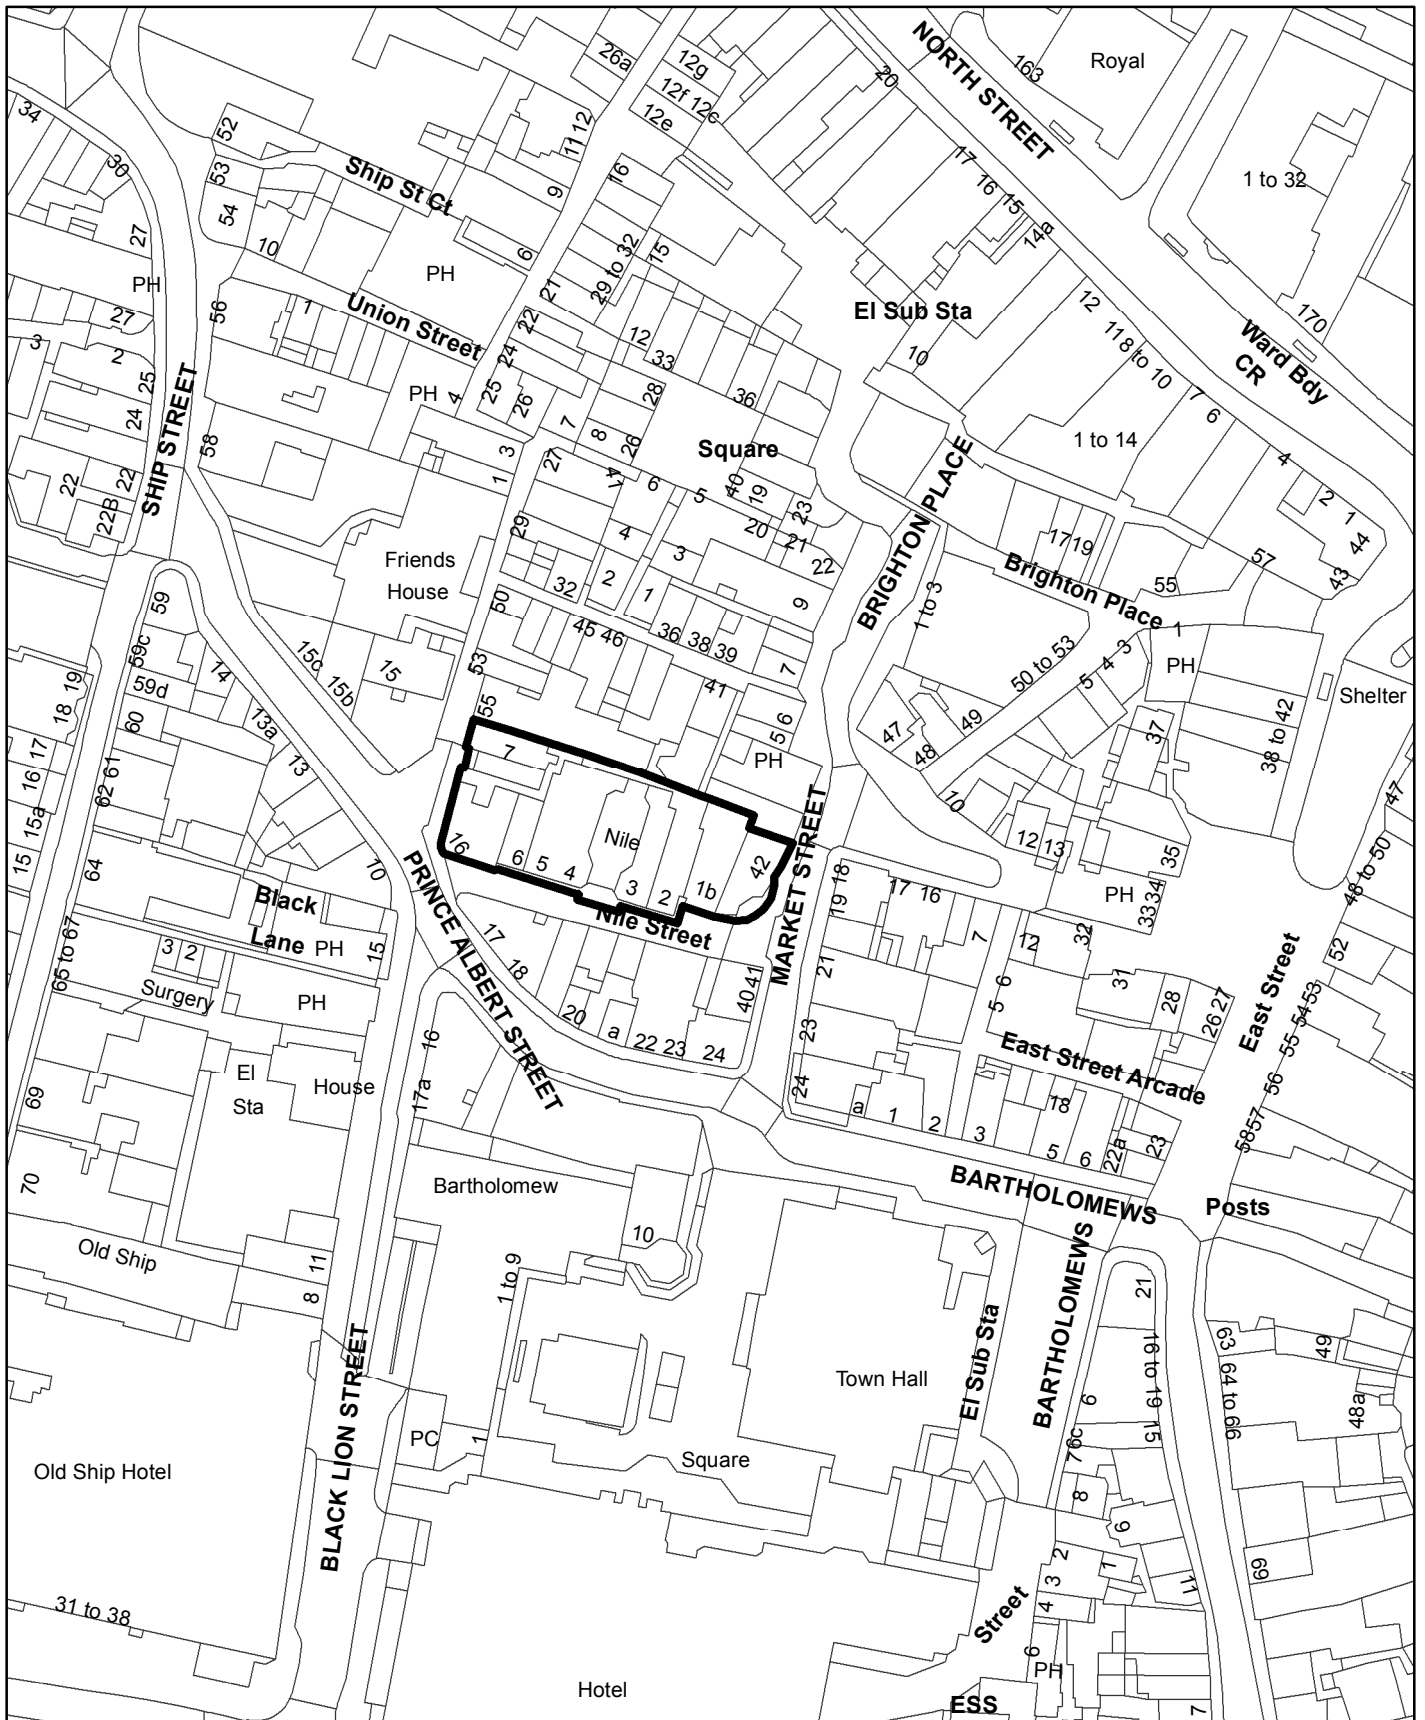 26a
12g
12f 12c
12e
20
NORTH STREET
163
Royal
34
30
52
53
54
Ship St Ct
11 12
9
16
17
16
15
14a
1 to 32
27
PH
10
6
PH
29 to 32
15
21
El Sub Sta
12
118 to 10
Ward Bdy
CR
170
27
3
2
25
24
56
1
Union Street
22
24
12
33
10
7
6
PH
4
25
26
28
36
7
8
26
Square
1 to 14
4
2
1
44
SHIP STREET
58
22
22
22B
3
1
27
47
6
5
40
19
23
20
21
22
BRIGHTON PLACE
17
19
57
43
29
4
3
Friends
House
32
2
1
Brighton Place
55
59
50
45 46
36
38
39
9
1 to 3
1
59c
14
15c
15b
15
53
41
7
50 to 53
5
4
3
PH
Shelter
19
18
59d
60
13a
55
5 6
47
48
49
37
38 to 42
17
16
61
62
13
7
PH
10
47
15a
15
64
10
16
6
5
4
Nile
3
2
1b
42
MARKET STREET
12
13
35
48 to 50
PRINCE ALBERT STREET
Black
Lane
PH
15
Nile Street
19 18
17
16
PH
33 34
65 to 67
3
2
Surgery
PH
17
18
21
7
12
32
East Street
52
41
40
6
5
31
28
26 27
54 53
55
56
20
a
22
23
24
23
East Street Arcade
El
Sta
House
16
17a
24
a
1
2
3
18
5
6
22a
23
58 57
69
70
Bartholomew
BARTHOLOMEWS
Posts
Old Ship
10
11
8
1 to 9
BARTHOLOMEWS
21
BLACK LION STREET
Town Hall
El Sub Sta
16 to 19
63
64 to 66
49
6
15
48a
PC
1
Square
76c
Old Ship Hotel
8
9
2
3
1
11
69
31 to 38
4
Street
6
PH
Hotel
ESS
7